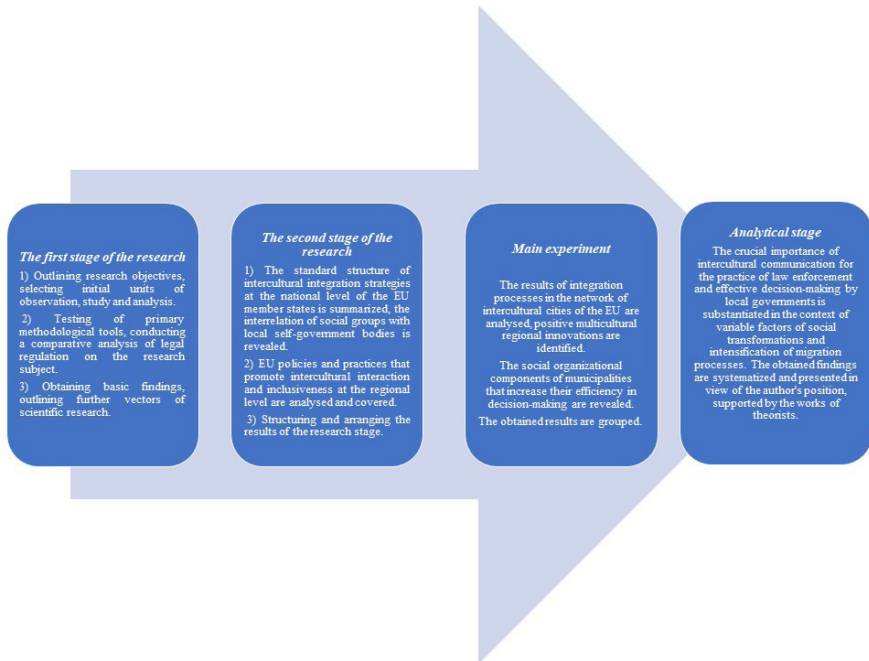 The first stage of the research
1) Outlining research objectives,
selecting initial units of
observation, study and analysis.
2) Testing of primary
methodological tools, conducting
a comparative analysis of legal
regulation on the research
subject.
3) Obtaining basic findings,
outlining further vectors of
scientific research.
The second stage of the
research
1) The standard structure of
intercultural integration strategies
at the national level of the EU
member states is summarized, the
interrelation of social groups with
local self-government bodies is
revealed.
2) EU policies and practices that
promote intercultural interaction
and inclusiveness at the regional
level are analysed and covered.
3) Structuring and arranging the
results of the research stage.
Main experiment
The results of integration
processes in the network of
intercultural cities of the EU are
analysed, positive multicultural
regional innovations are
identified.
The social organizational
components of municipalities
that increase their efficiency in
decision-making are revealed.
The obtained results are grouped.
Analytical stage
The crucial importance of
intercultural communication for
the practice of law enforcement
and effective decision-making by
local governments is
substantiated in the context of
variable factors of social
transformations and
intensification of migration
processes. The obtained findings
are systematized and presented in
view of the author's position,
supported by the works of
theorists.